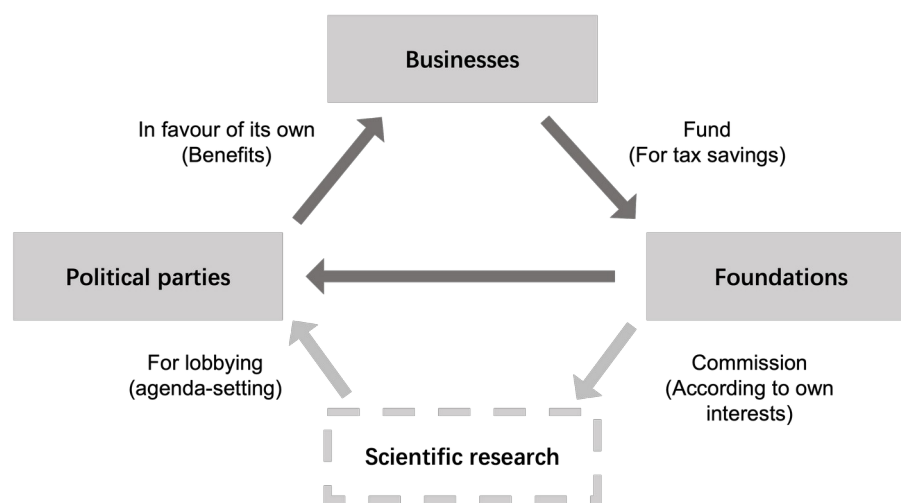 Businesses
In favour of its own
(Benefits)
Fund
(For tax savings)
Political parties
Foundations
For lobbying
(agenda-setting)
Commission
(According to own
interests)
Scientific research